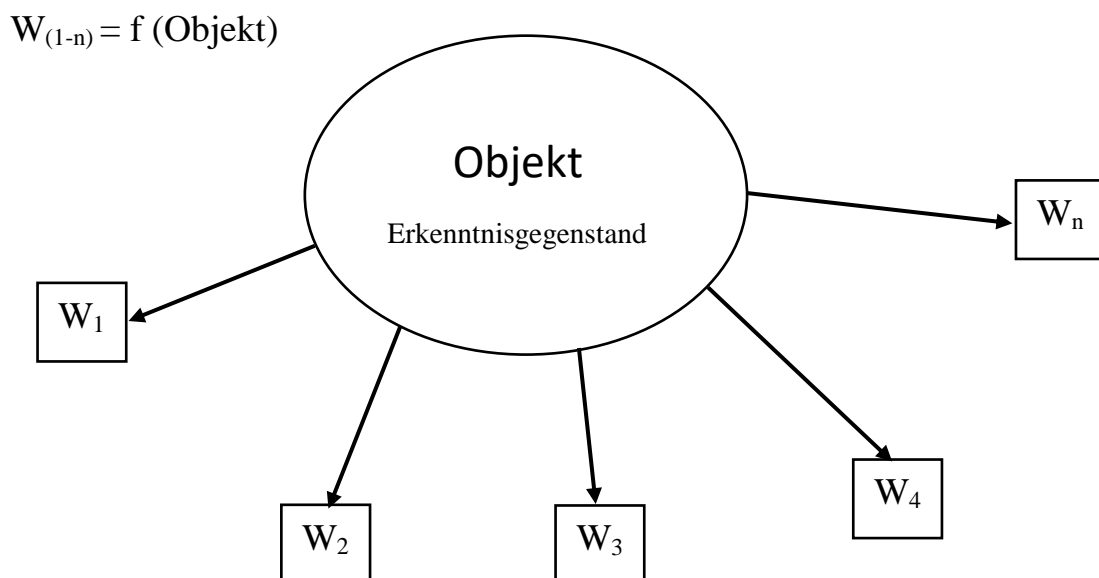 W(1-n) = f (Objekt)
Objekt
Erkenntnisgegenstand
Wn
W1
W4
W2
W3